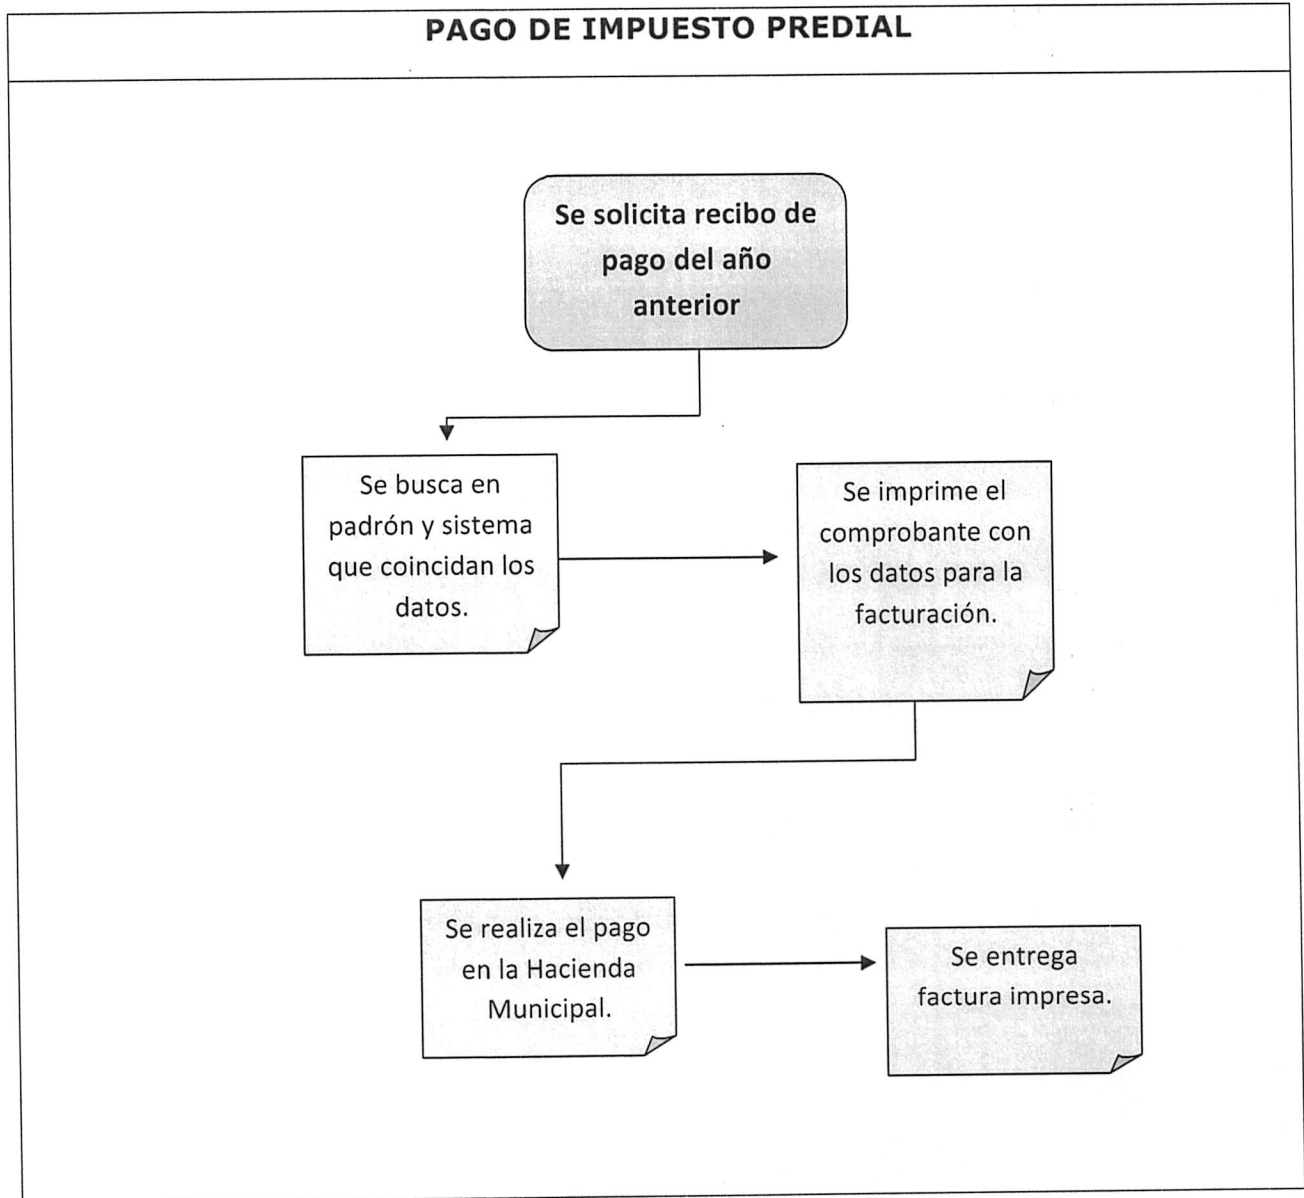 PAGO DE IMPUESTO PREDIAL
Se solicita recibo de
pago del año
anterior
Se busca en
padrón y sistema
que coincidan los
datos.
Se imprime el
comprobante con
los datos para la
facturación.
Se realiza el pago
en la Hacienda
Municipal.
Se entrega
factura impresa.